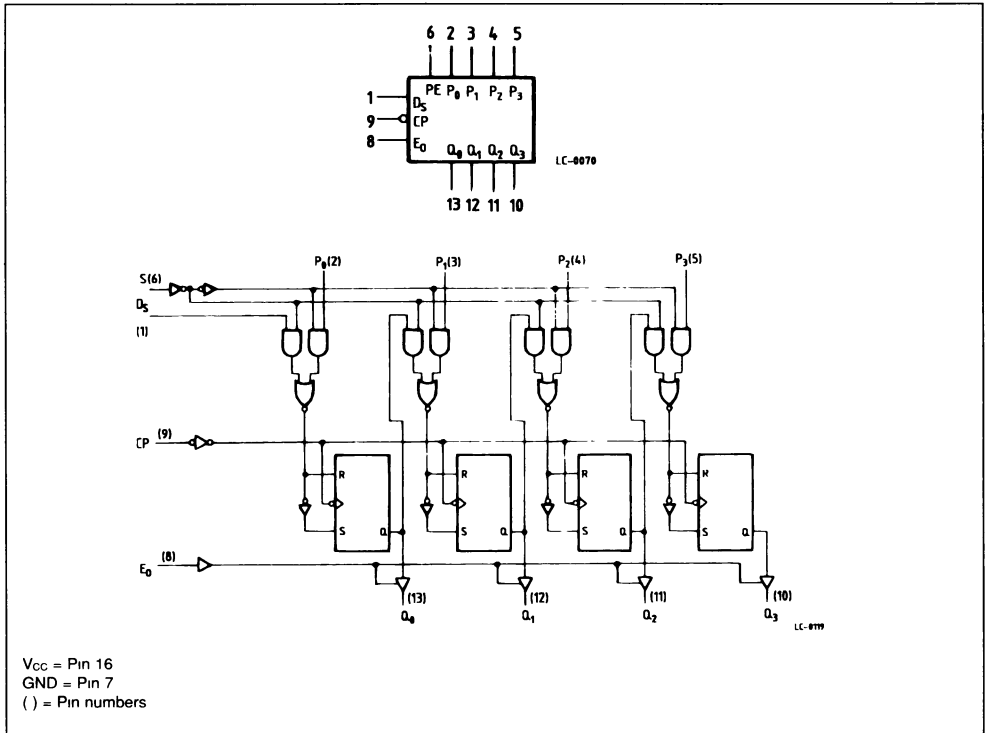 6 2 3 4 5
PE P₀ P₁ P₂ P₃
1 Dₛ
9 CP
8 E₀
Q₀ Q₁ Q₂ Q₃
LC-0070
13 12 11 10
P₀(2) P₁(3) P₂(4) P₃(5)
S(6)
Dₛ
(1)
CP (9)
R R R R
S Q S Q S Q S Q
E₀ (8)
(13) (12) (11) (10)
Q₀ Q₁ Q₂ Q₃
LC-0119
Vcc = Pin 16
GND = Pin 7
( ) = Pin numbers